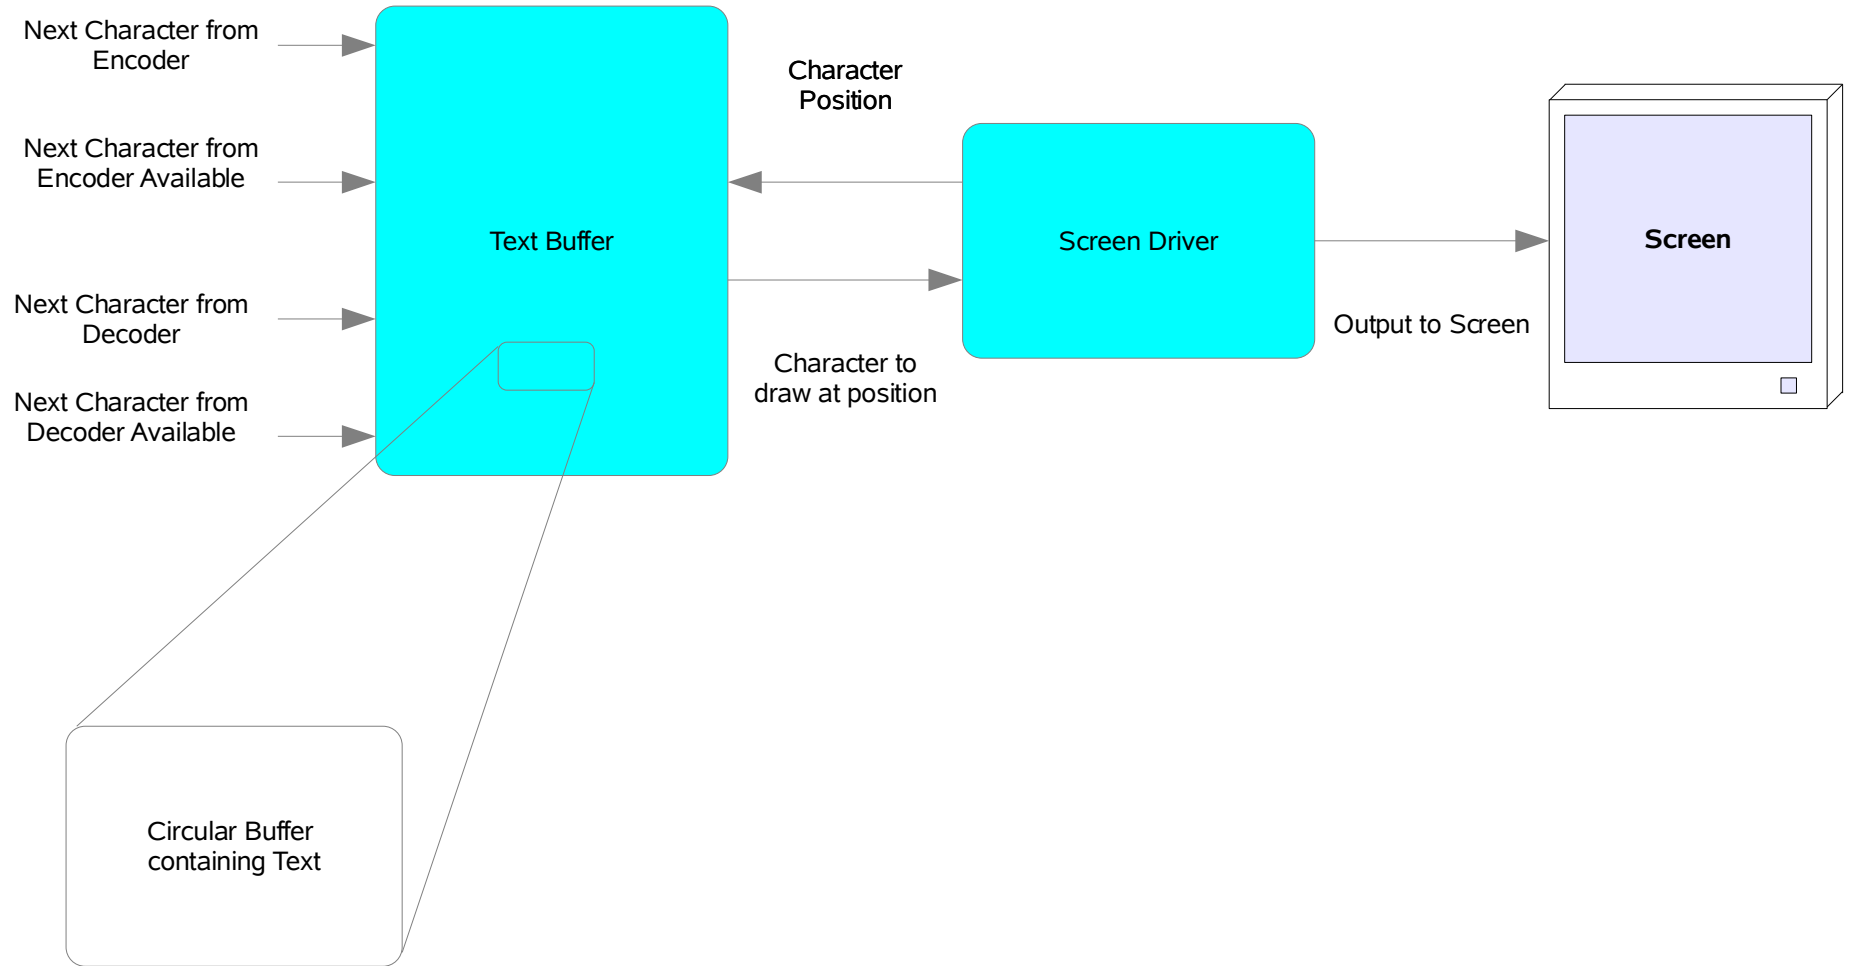 Next Character from
Encoder
Next Character from
Encoder Available
Next Character from
Decoder
Next Character from
Decoder Available
Text Buffer
Character
Position
Character to
draw at position
Screen Driver
Output to Screen
Screen
Circular Buffer
containing Text